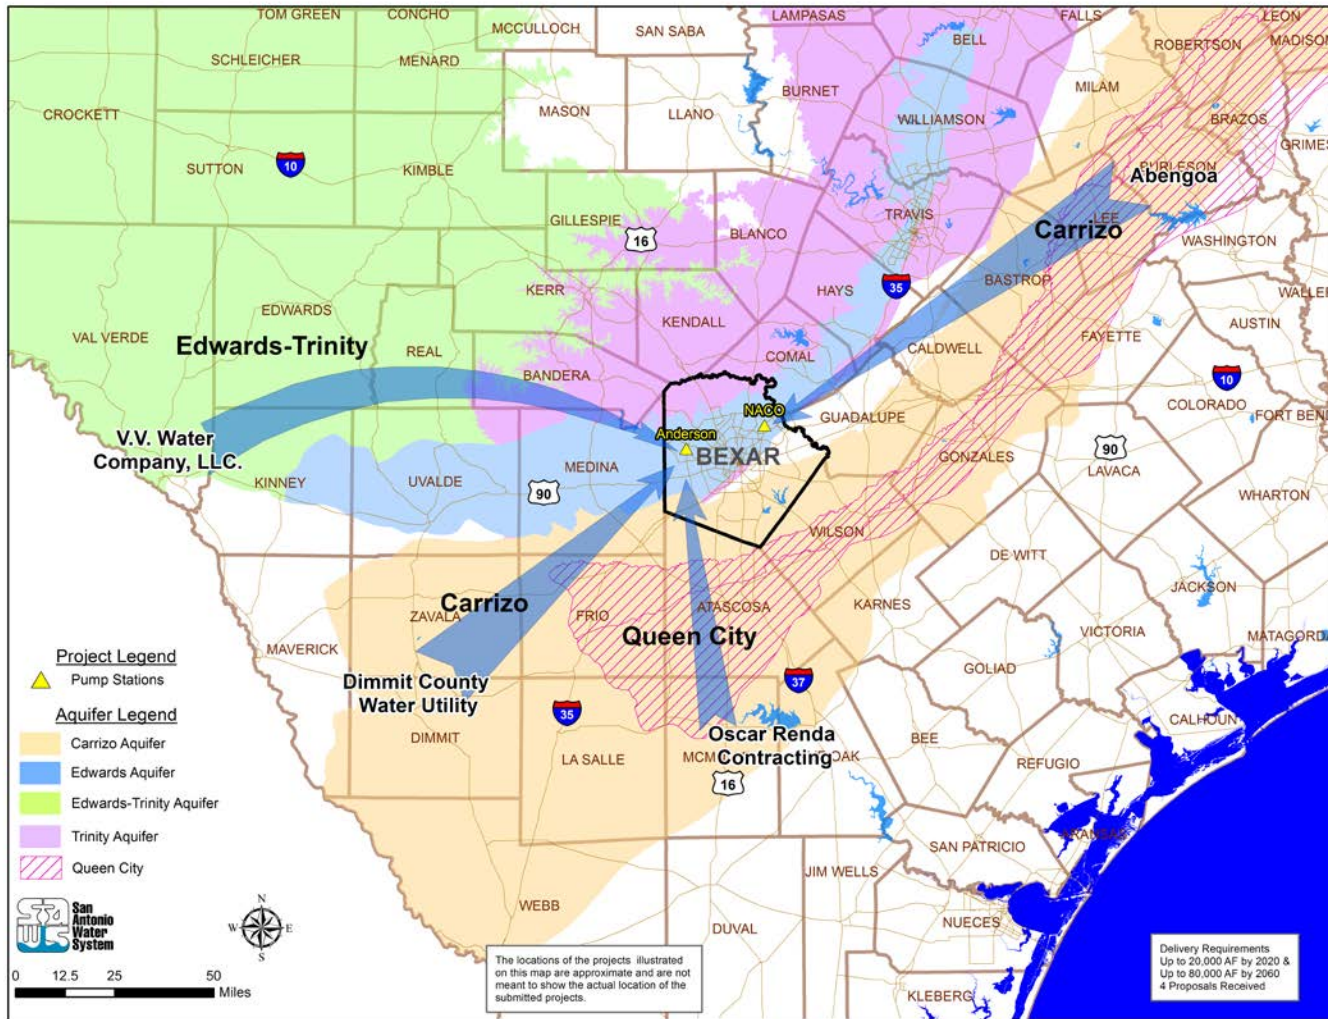 TOM GREEN
CONCHO
MCCULLOCH
SAN SABA
LAMPASAS
FALLS
LEON
BELL
ROBERTSON
MADISON
SCHLEICHER
MENARD
MASON
LLANO
BURNET
MILAM
CROCKETT
WILLIAMSON
BRAZOS
GRIMES
SUTTON
10
KIMBLE
BURLESON
Abengoa
GILLESPIE
16
BLANCO
TRAVIS
LEE
Carrizo
WASHINGTON
BASTROP
HAYS
35
KERR
EDWARDS
VAL VERDE
Edwards-Trinity
REAL
KENDALL
COMAL
CALDWELL
FAYETTE
AUSTIN
WALLER
BANDERA
10
COLORADO
FORT BEND
NACO
GUADALUPE
Anderson
BEXAR
V.V. Water
Company, LLC.
KINNEY
UVALDE
MEDINA
90
GONZALES
90
LAVACA
WHARTON
WILSON
DE WITT
JACKSON
Carrizo
ZAVALA
FRIO
ATASCOSA
KARNES
Queen City
VICTORIA
MATAGORDA
MAVERICK
GOLIAD
37
Dimmit County
Water Utility
35
DIMMIT
LA SALLE
Oscar Renda
Contracting
MCM
OAK
16
BEE
CALHOUN
REFUGIO
ARANSAS
SAN PATRICIO
JIM WELLS
WEBB
DUVAL
NUECES
KLEBERG
Project Legend
Pump Stations
Aquifer Legend
Carrizo Aquifer
Edwards Aquifer
Edwards-Trinity Aquifer
Trinity Aquifer
Queen City
SAWS
San
Antonio
Water
System
N
W
E
S
0 12.5 25 50
Miles
The locations of the projects illustrated
on this map are approximate and are not
meant to show the actual location of the
submitted projects.
Delivery Requirements
Up to 20,000 AF by 2020 &
Up to 80,000 AF by 2060
4 Proposals Received